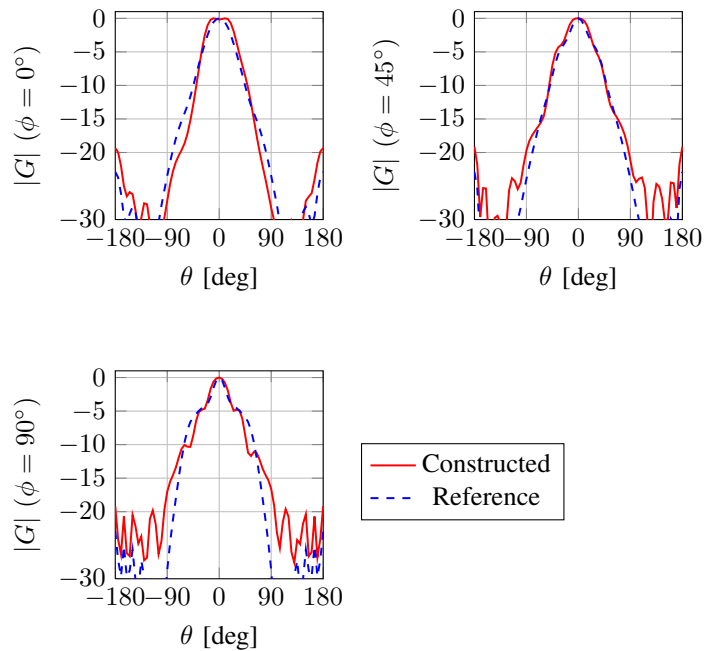 |G| (ϕ = 0°)
0
−5
−10
−15
−20
−30
−180 −90 0 90 180
θ [deg]
|G| (ϕ = 45°)
0
−5
−10
−15
−20
−30
−180 −90 0 90 180
θ [deg]
|G| (ϕ = 90°)
0
−5
−10
−15
−20
−30
−180 −90 0 90 180
θ [deg]
Constructed
Reference